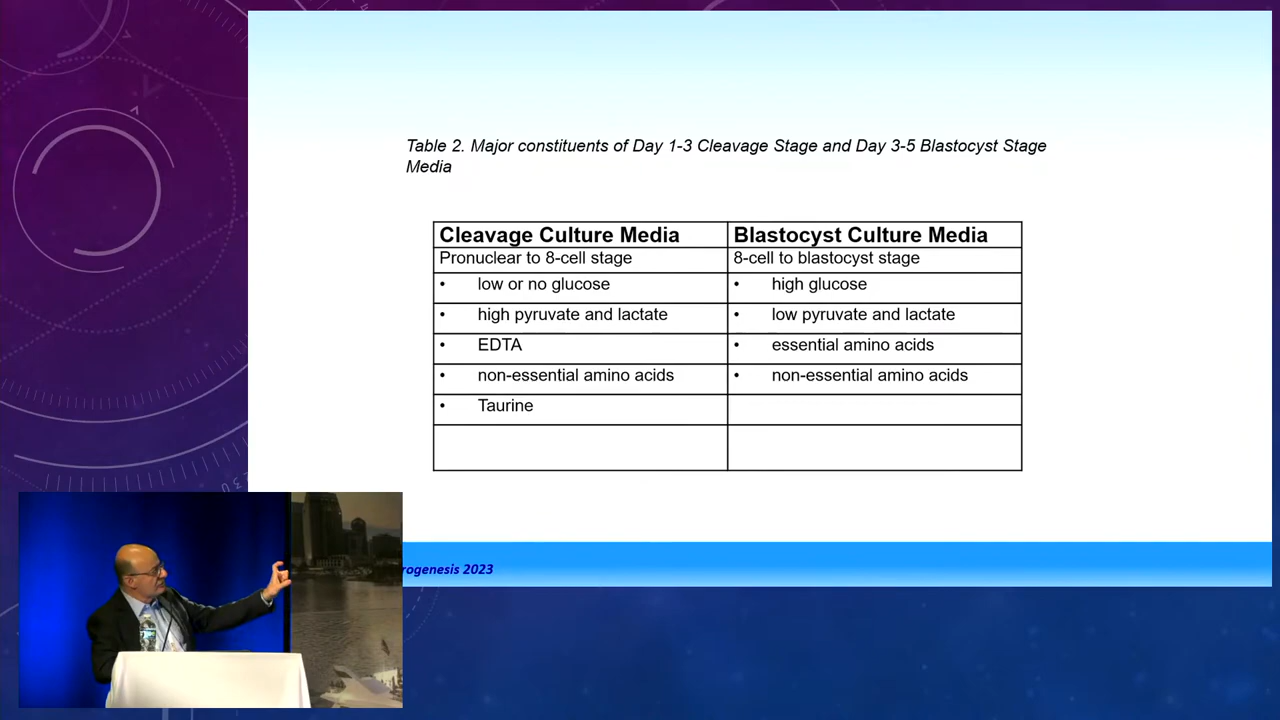 Table 2. Major constituents of Day 1-3 Cleavage Stage and Day 3-5 Blastocyst Stage
Media
Cleavage Culture Media
Blastocyst Culture Media
Pronuclear to 8-cell stage
8-cell to blastocyst stage
• low or no glucose
• high glucose
• high pyruvate and lactate
• low pyruvate and lactate
• EDTA
• essential amino acids
• non-essential amino acids
• non-essential amino acids
• Taurine
rogenesis 2023